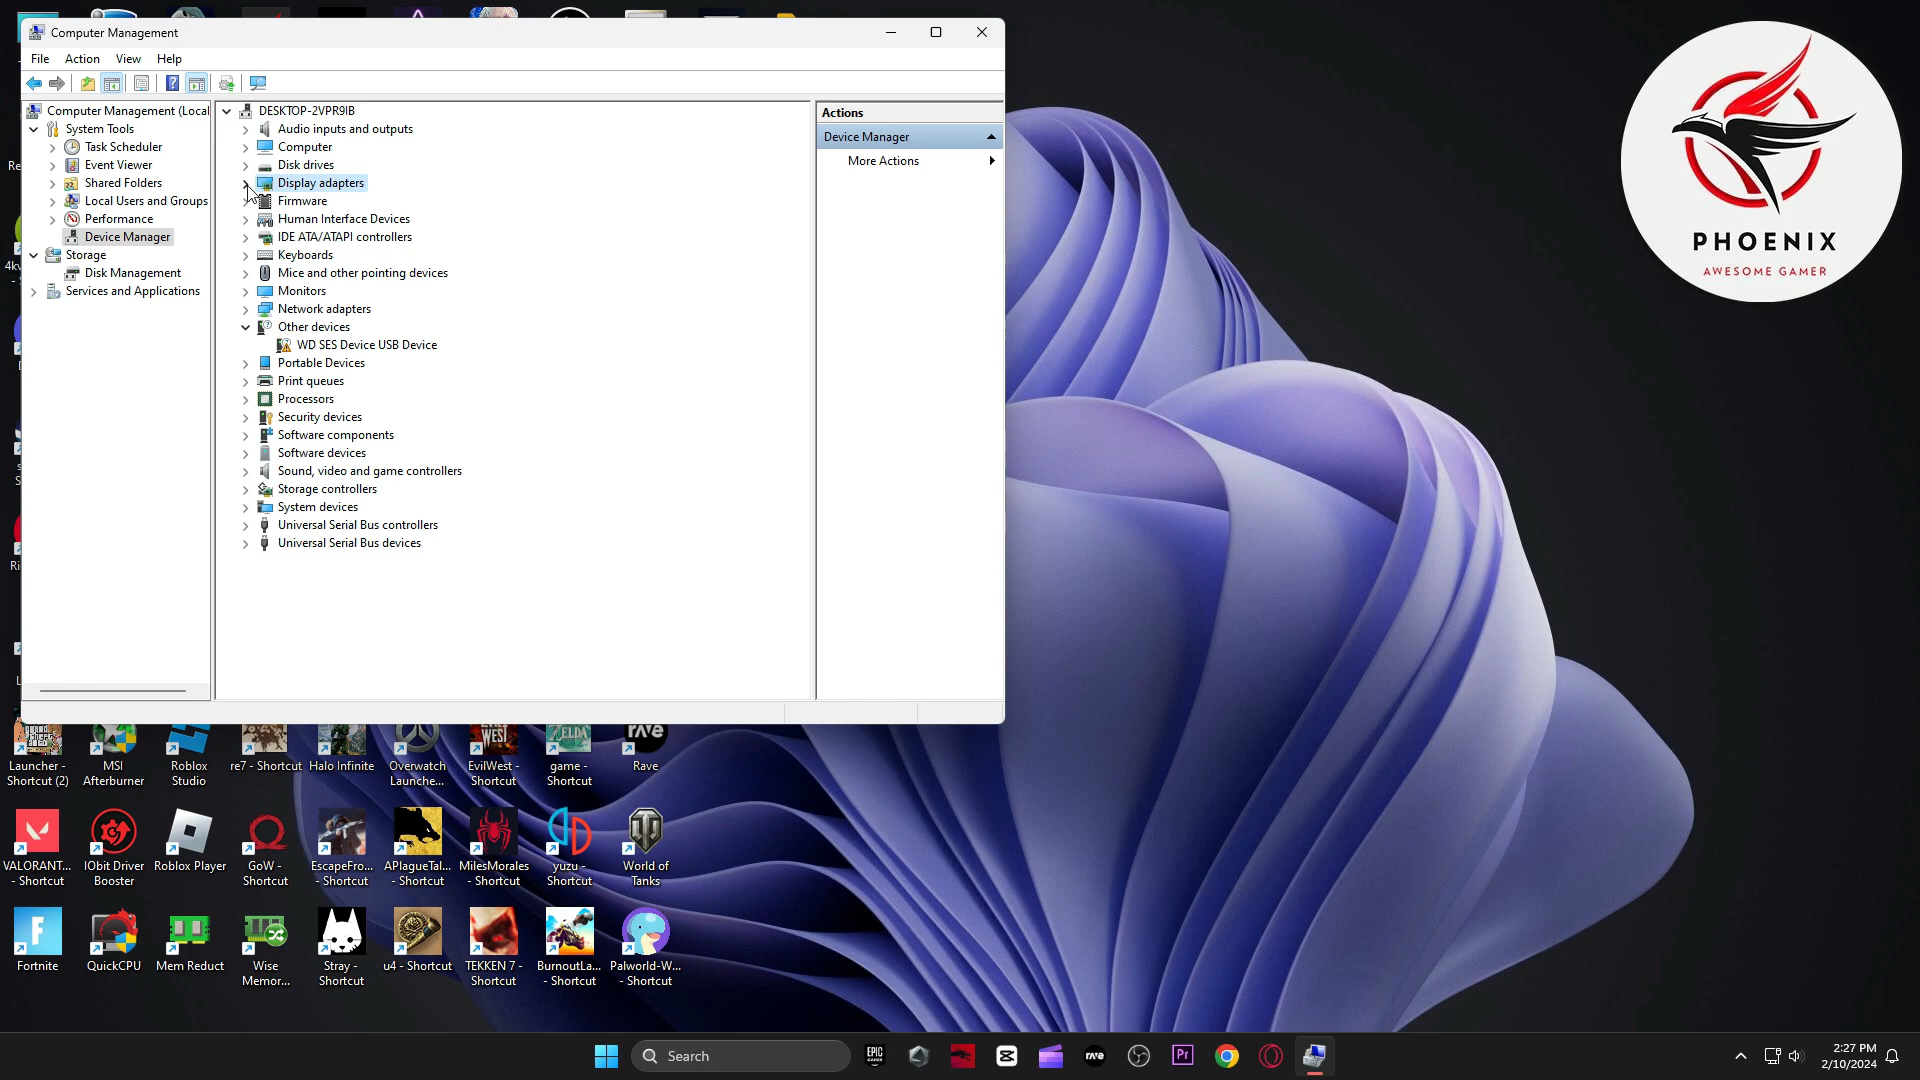 Computer Management
File Action View Help
Computer Management (Local
System Tools
Task Scheduler
Event Viewer
Shared Folders
Local Users and Groups
Performance
Device Manager
Storage
Disk Management
Services and Applications
DESKTOP-2VPR9IB
Audio inputs and outputs
Computer
Disk drives
Display adapters
Firmware
Human Interface Devices
IDE ATA/ATAPI controllers
Keyboards
Mice and other pointing devices
Monitors
Network adapters
Other devices
WD SES Device USB Device
Portable Devices
Print queues
Processors
Security devices
Software components
Software devices
Sound, video and game controllers
Storage controllers
System devices
Universal Serial Bus controllers
Universal Serial Bus devices
Actions
Device Manager
More Actions
PHOENIX
AWESOME GAMER
Launcher -
Shortcut (2)
MSI
Afterburner
Roblox
Studio
re7 - Shortcut
Halo Infinite
Overwatch
Launche...
EvilWest -
Shortcut
game -
Shortcut
Rave
VALORANT...
- Shortcut
IObit Driver
Booster
Roblox Player
GoW -
Shortcut
EscapeFro...
- Shortcut
APlagueTal...
- Shortcut
MilesMorales
- Shortcut
yuzu -
Shortcut
World of
Tanks
Fortnite
QuickCPU
Mem Reduct
Wise
Memor...
Stray -
Shortcut
u4 - Shortcut
TEKKEN 7 -
Shortcut
BurnoutLa...
- Shortcut
Palworld-W...
- Shortcut
Search
EPIC
GAMES
rave
Pr
2:27 PM
2/10/2024